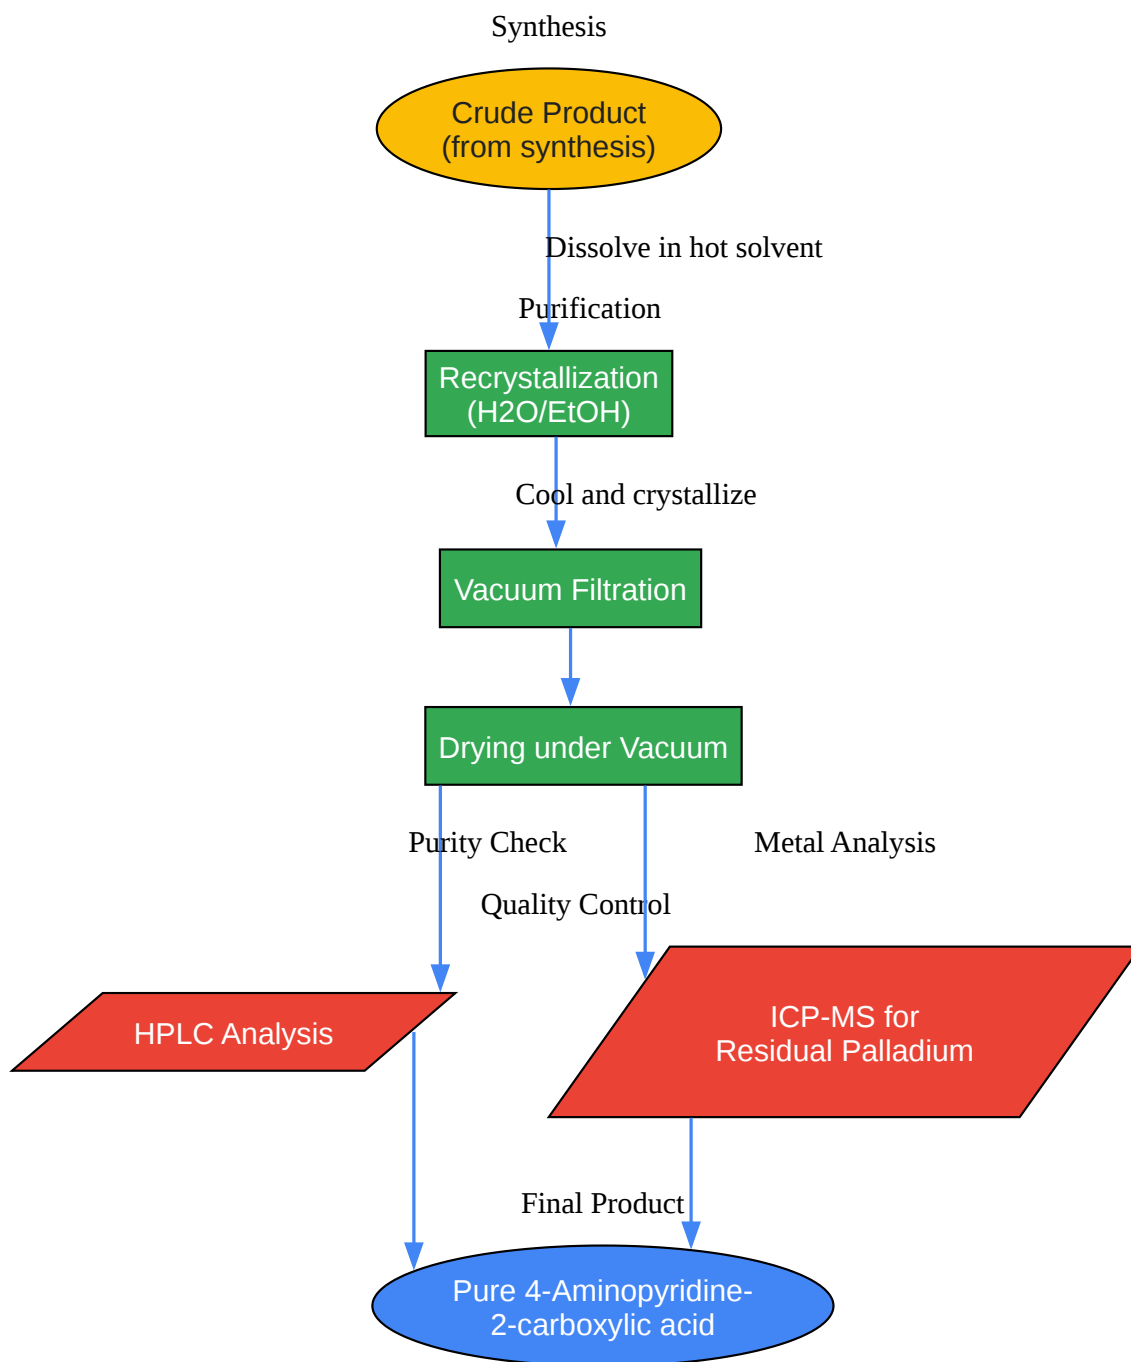 Synthesis
Crude Product
(from synthesis)
Dissolve in hot solvent
Purification
Recrystallization
(H2O/EtOH)
Cool and crystallize
Vacuum Filtration
Drying under Vacuum
Purity Check
Metal Analysis
Quality Control
HPLC Analysis
ICP-MS for
Residual Palladium
Final Product
Pure 4-Aminopyridine-
2-carboxylic acid